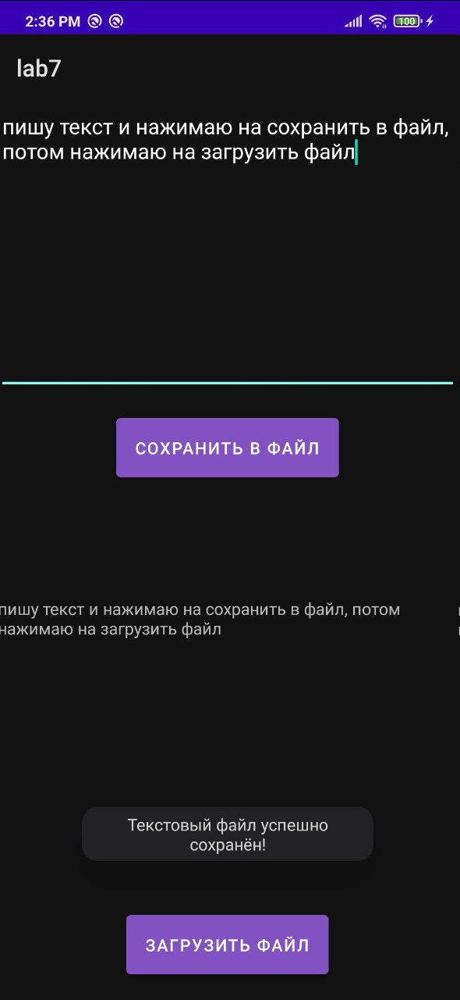 2:36 PM
100
lab7
пишу текст и нажимаю на сохранить в файл,
потом нажимаю на загрузить файл
СОХРАНИТЬ В ФАЙЛ
пишу текст и нажимаю на сохранить в файл, потом
нажимаю на загрузить файл
Текстовый файл успешно
сохранён!
ЗАГРУЗИТЬ ФАЙЛ